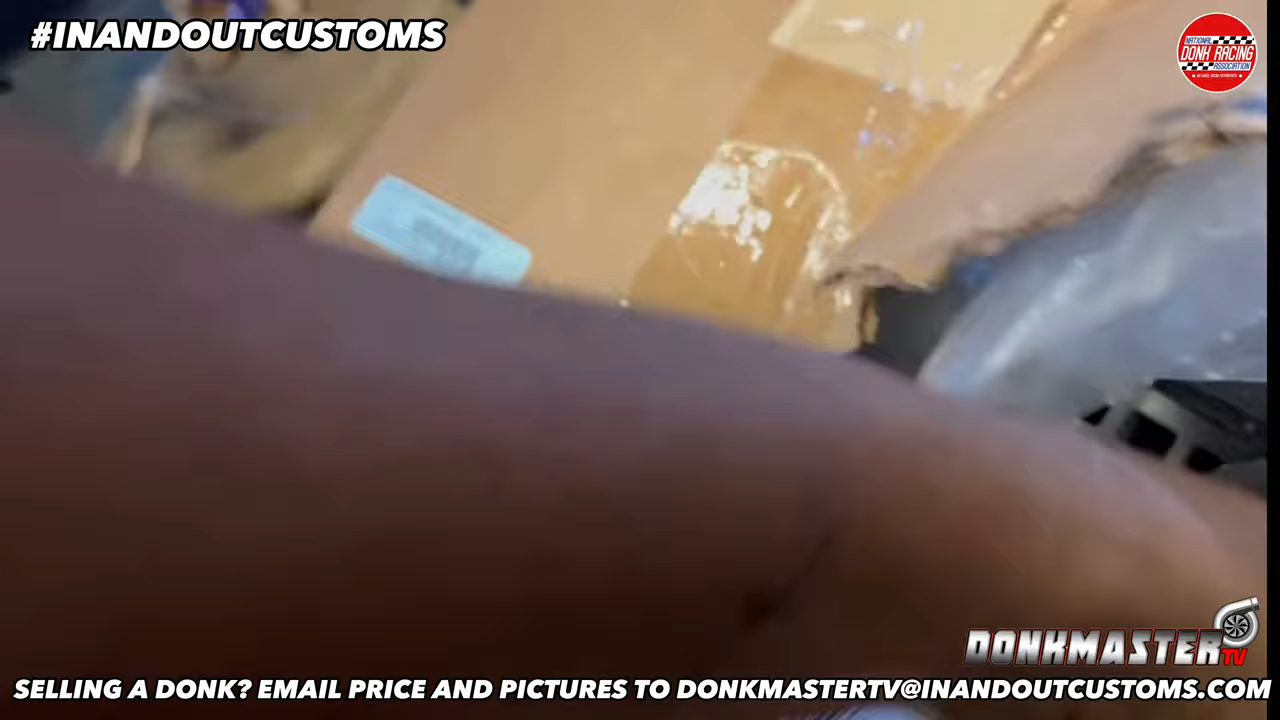 #INANDOUTCUSTOMS
NATIONAL
DONK RACING
ASSOCIATION
DONKMASTER
TV
SELLING A DONK? EMAIL PRICE AND PICTURES TO DONKMASTERTV@INANDOUTCUSTOMS.COM